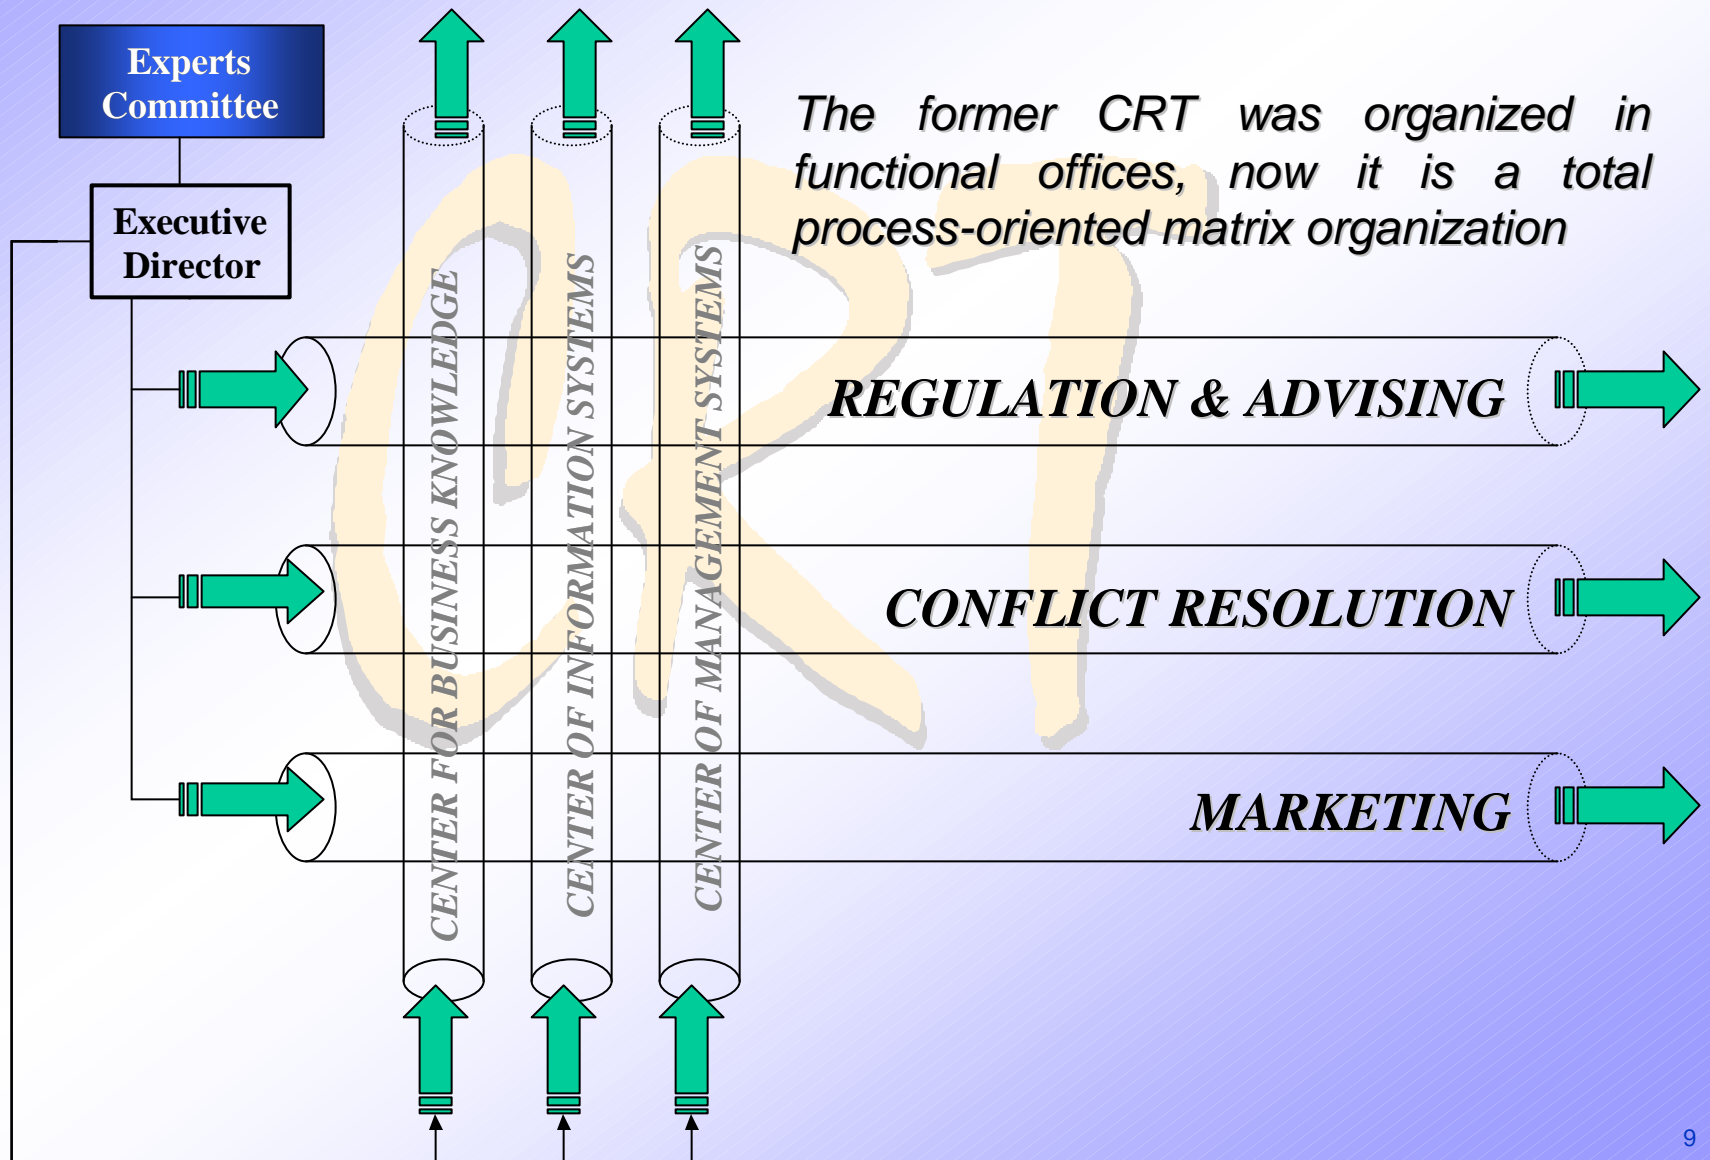 Experts
Committee
Executive
Director
The former CRT was organized in
functional offices, now it is a total
process-oriented matrix organization
CRT
CENTER FOR BUSINESS KNOWLEDGE
CENTER OF INFORMATION SYSTEMS
CENTER OF MANAGEMENT SYSTEMS
REGULATION & ADVISING
CONFLICT RESOLUTION
MARKETING
9